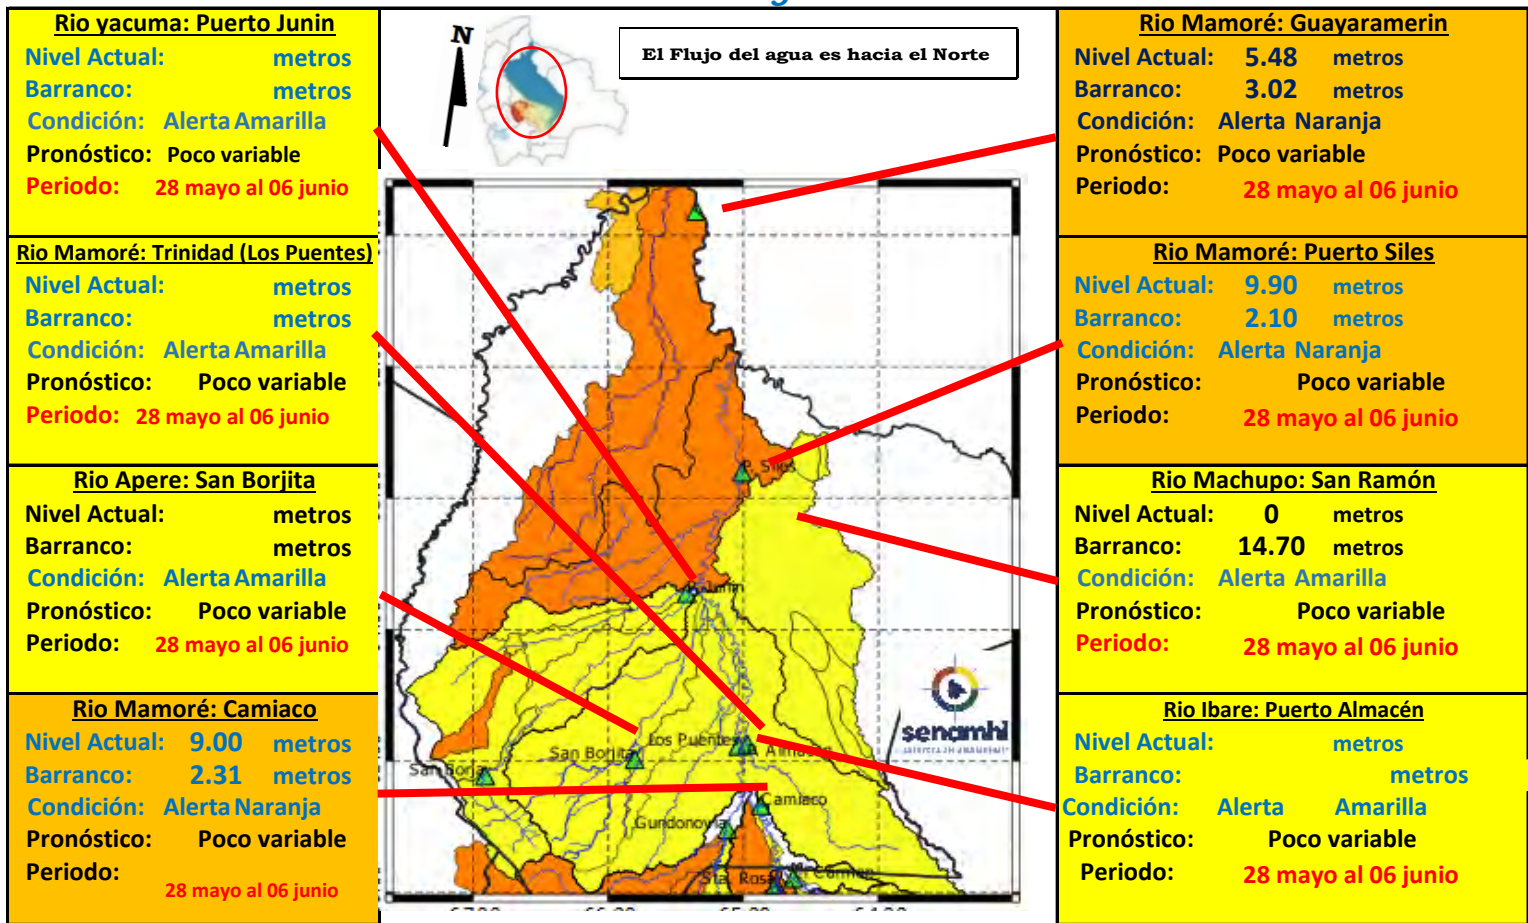 Rio yacuma: Puerto Junin
Nivel Actual: metros
Barranco: metros
Condición: Alerta Amarilla
Pronóstico: Poco variable
Periodo: 28 mayo al 06 junio
Rio Mamoré: Trinidad (Los Puentes)
Nivel Actual: metros
Barranco: metros
Condición: Alerta Amarilla
Pronóstico: Poco variable
Periodo: 28 mayo al 06 junio
Rio Apere: San Borjita
Nivel Actual: metros
Barranco: metros
Condición: Alerta Amarilla
Pronóstico: Poco variable
Periodo: 28 mayo al 06 junio
Rio Mamoré: Camiaco
Nivel Actual: 9.00 metros
Barranco: 2.31 metros
Condición: Alerta Naranja
Pronóstico: Poco variable
Periodo:
28 mayo al 06 junio
N
El Flujo del agua es hacia el Norte
P. Siles
Los Puentes
San Borjita
San Borja
Camiaco
Gundonovia
Sta. Rosa
senamhi
Rio Mamoré: Guayaramerin
Nivel Actual: 5.48 metros
Barranco: 3.02 metros
Condición: Alerta Naranja
Pronóstico: Poco variable
Periodo: 28 mayo al 06 junio
Rio Mamoré: Puerto Siles
Nivel Actual: 9.90 metros
Barranco: 2.10 metros
Condición: Alerta Naranja
Pronóstico: Poco variable
Periodo: 28 mayo al 06 junio
Rio Machupo: San Ramón
Nivel Actual: 0 metros
Barranco: 14.70 metros
Condición: Alerta Amarilla
Pronóstico: Poco variable
Periodo: 28 mayo al 06 junio
Rio Ibare: Puerto Almacén
Nivel Actual: metros
Barranco: metros
Condición: Alerta Amarilla
Pronóstico: Poco variable
Periodo: 28 mayo al 06 junio